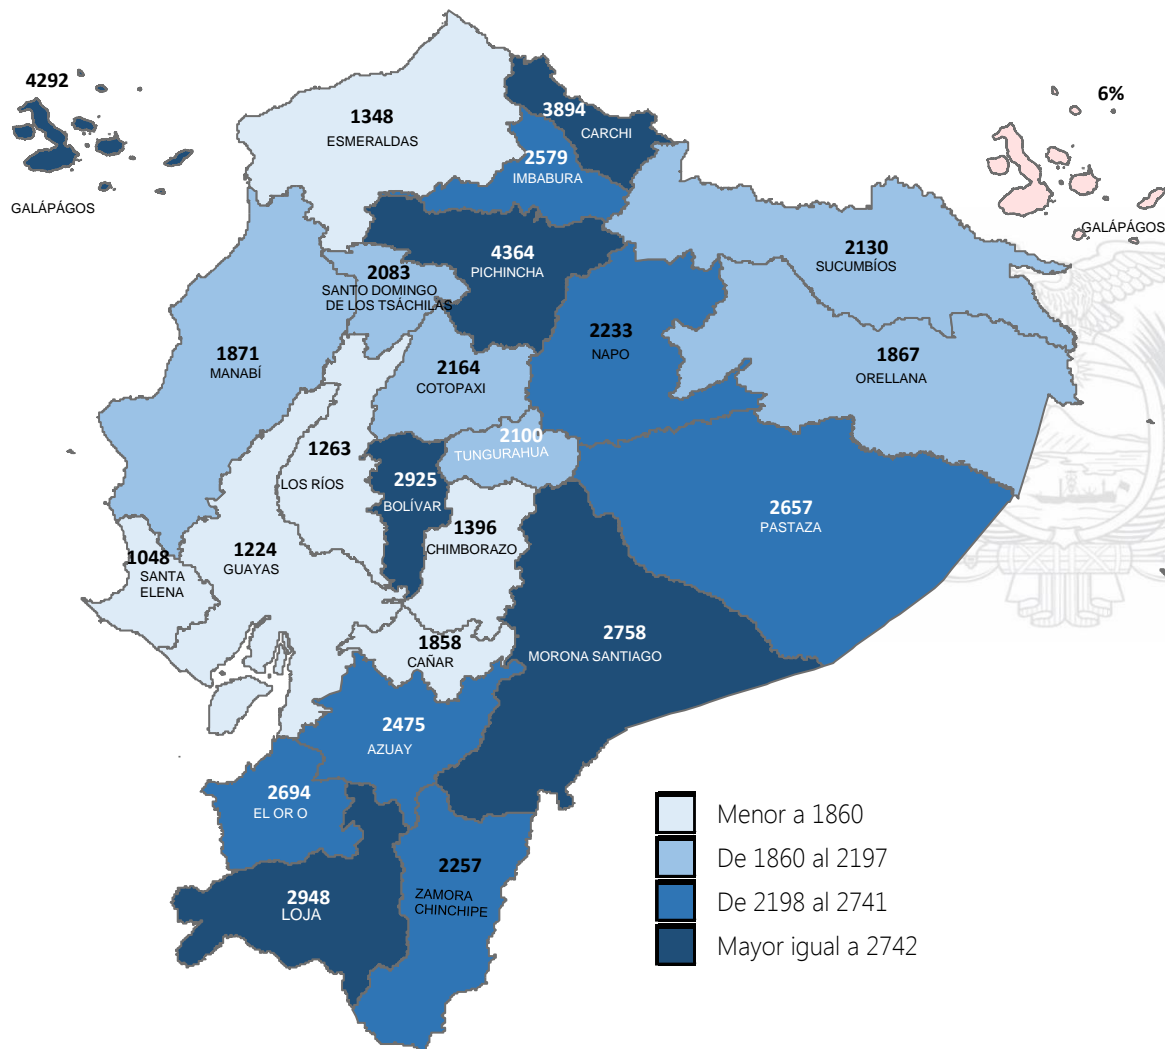 4292
GALÁPÁGOS
6%
GALÁPÁGOS
1348
ESMERALDAS
3894
CARCHI
2579
IMBABURA
4364
PICHINCHA
2130
SUCUMBÍOS
2083
SANTO DOMINGO
DE LOS TSÁCHILAS
2233
NAPO
1871
MANABÍ
2164
COTOPAXI
1867
ORELLANA
2100
TUNGURAHUA
1263
LOS RÍOS
2925
BOLÍVAR
2657
PASTAZA
1396
CHIMBORAZO
1048
SANTA
ELENA
1224
GUAYAS
2758
MORONA SANTIAGO
1858
CAÑAR
2475
AZUAY
2694
EL OR O
2257
ZAMORA
CHINCHIPE
2948
LOJA
Menor a 1860
De 1860 al 2197
De 2198 al 2741
Mayor igual a 2742